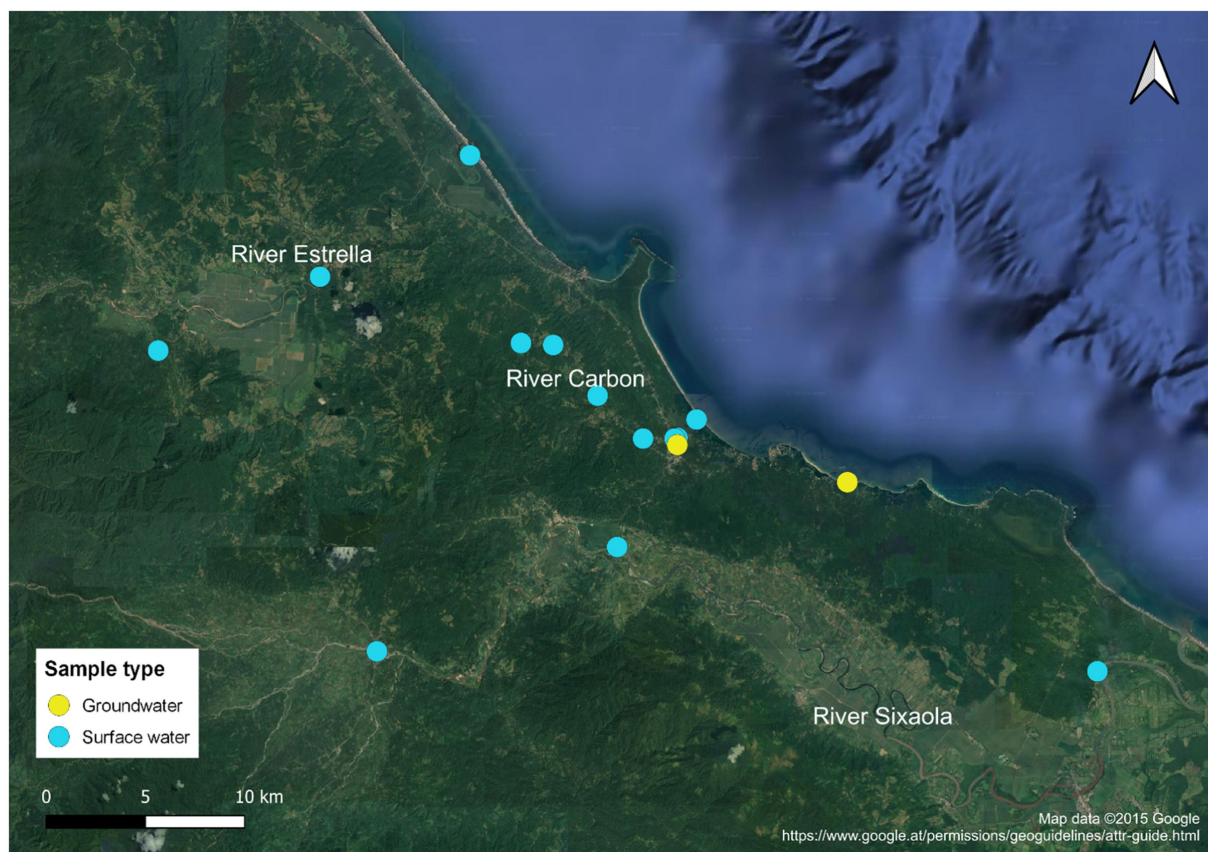 River Estrella
River Carbon
River Sixaola
Sample type
Groundwater
Surface water
0 5 10 km
Map data ©2015 Google
https://www.google.at/permissions/geoguidelines/attr-guide.html